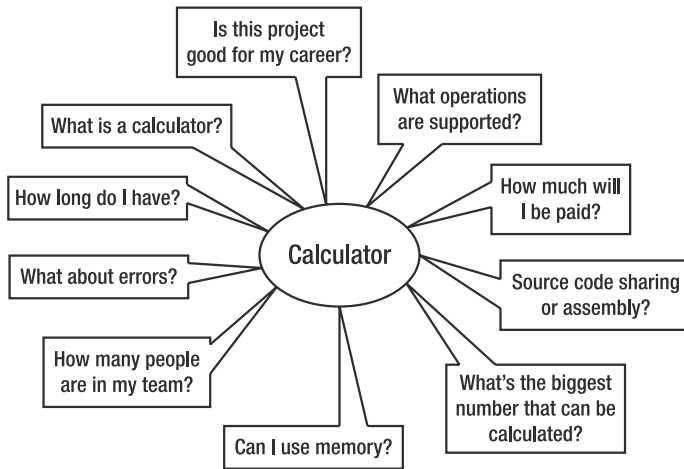 Is this project
good for my career?
What operations
are supported?
What is a calculator?
How much will
I be paid?
How long do I have?
Calculator
What about errors?
Source code sharing
or assembly?
How many people
are in my team?
What's the biggest
number that can be
calculated?
Can I use memory?